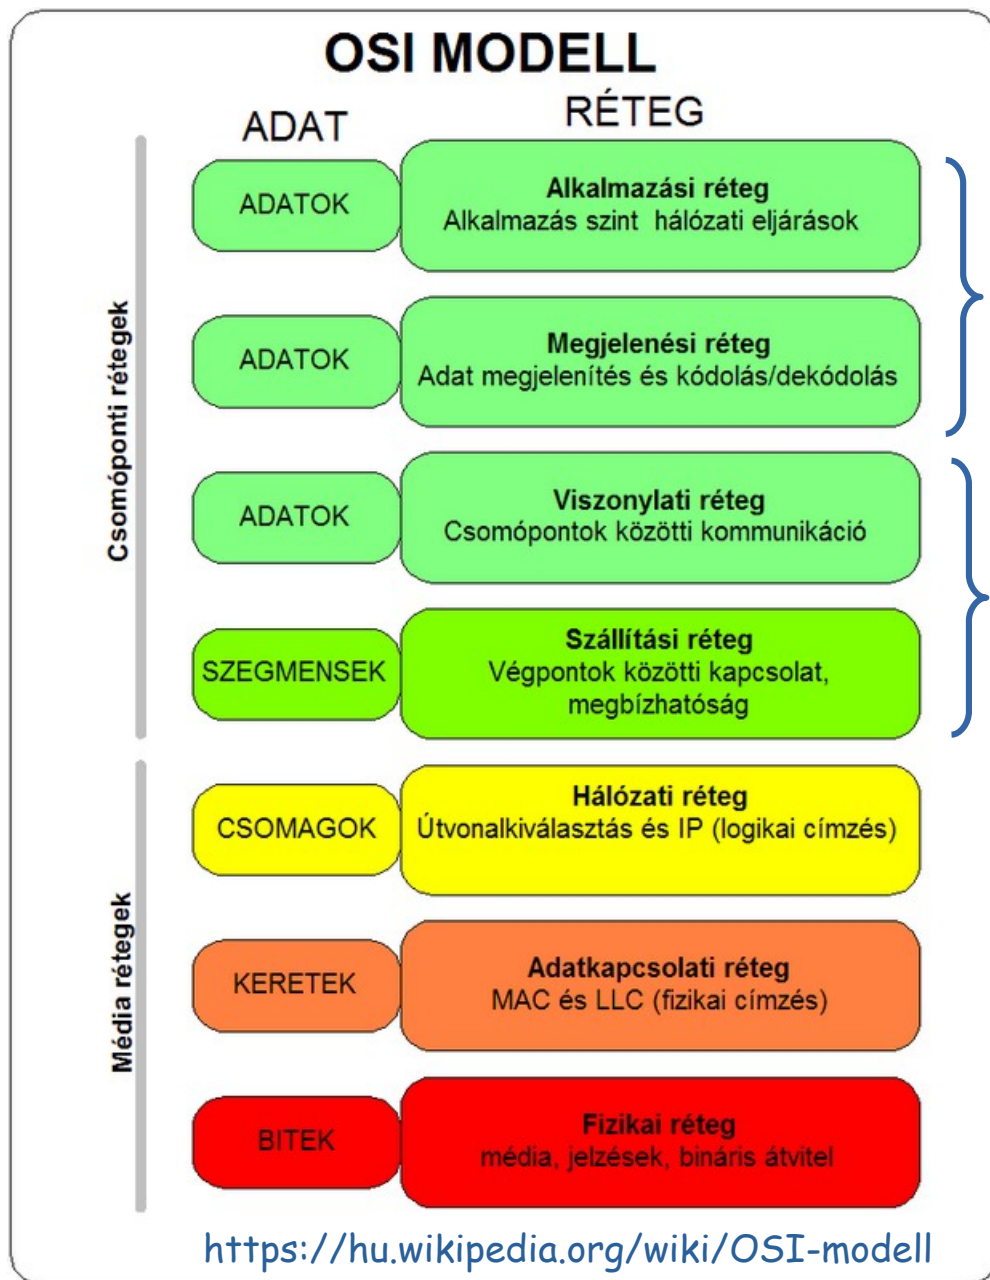 OSI MODELL
ADAT
RÉTEG
Csomóponti rétegek
ADATOK
Alkalmazási réteg
Alkalmazás szint hálózati eljárások
ADATOK
Megjelenési réteg
Adat megjelenítés és kódolás/dekódolás
ADATOK
Viszonylati réteg
Csomópontok közötti kommunikáció
SZEGMENSEK
Szállítási réteg
Végpontok közötti kapcsolat,
megbízhatóság
Média rétegek
CSOMAGOK
Hálózati réteg
Útvonalkiválasztás és IP (logikai címzés)
KERETEK
Adatkapcsolati réteg
MAC és LLC (fizikai címzés)
BITEK
Fizikai réteg
média, jelzések, bináris átvitel
https://hu.wikipedia.org/wiki/OSI-modell